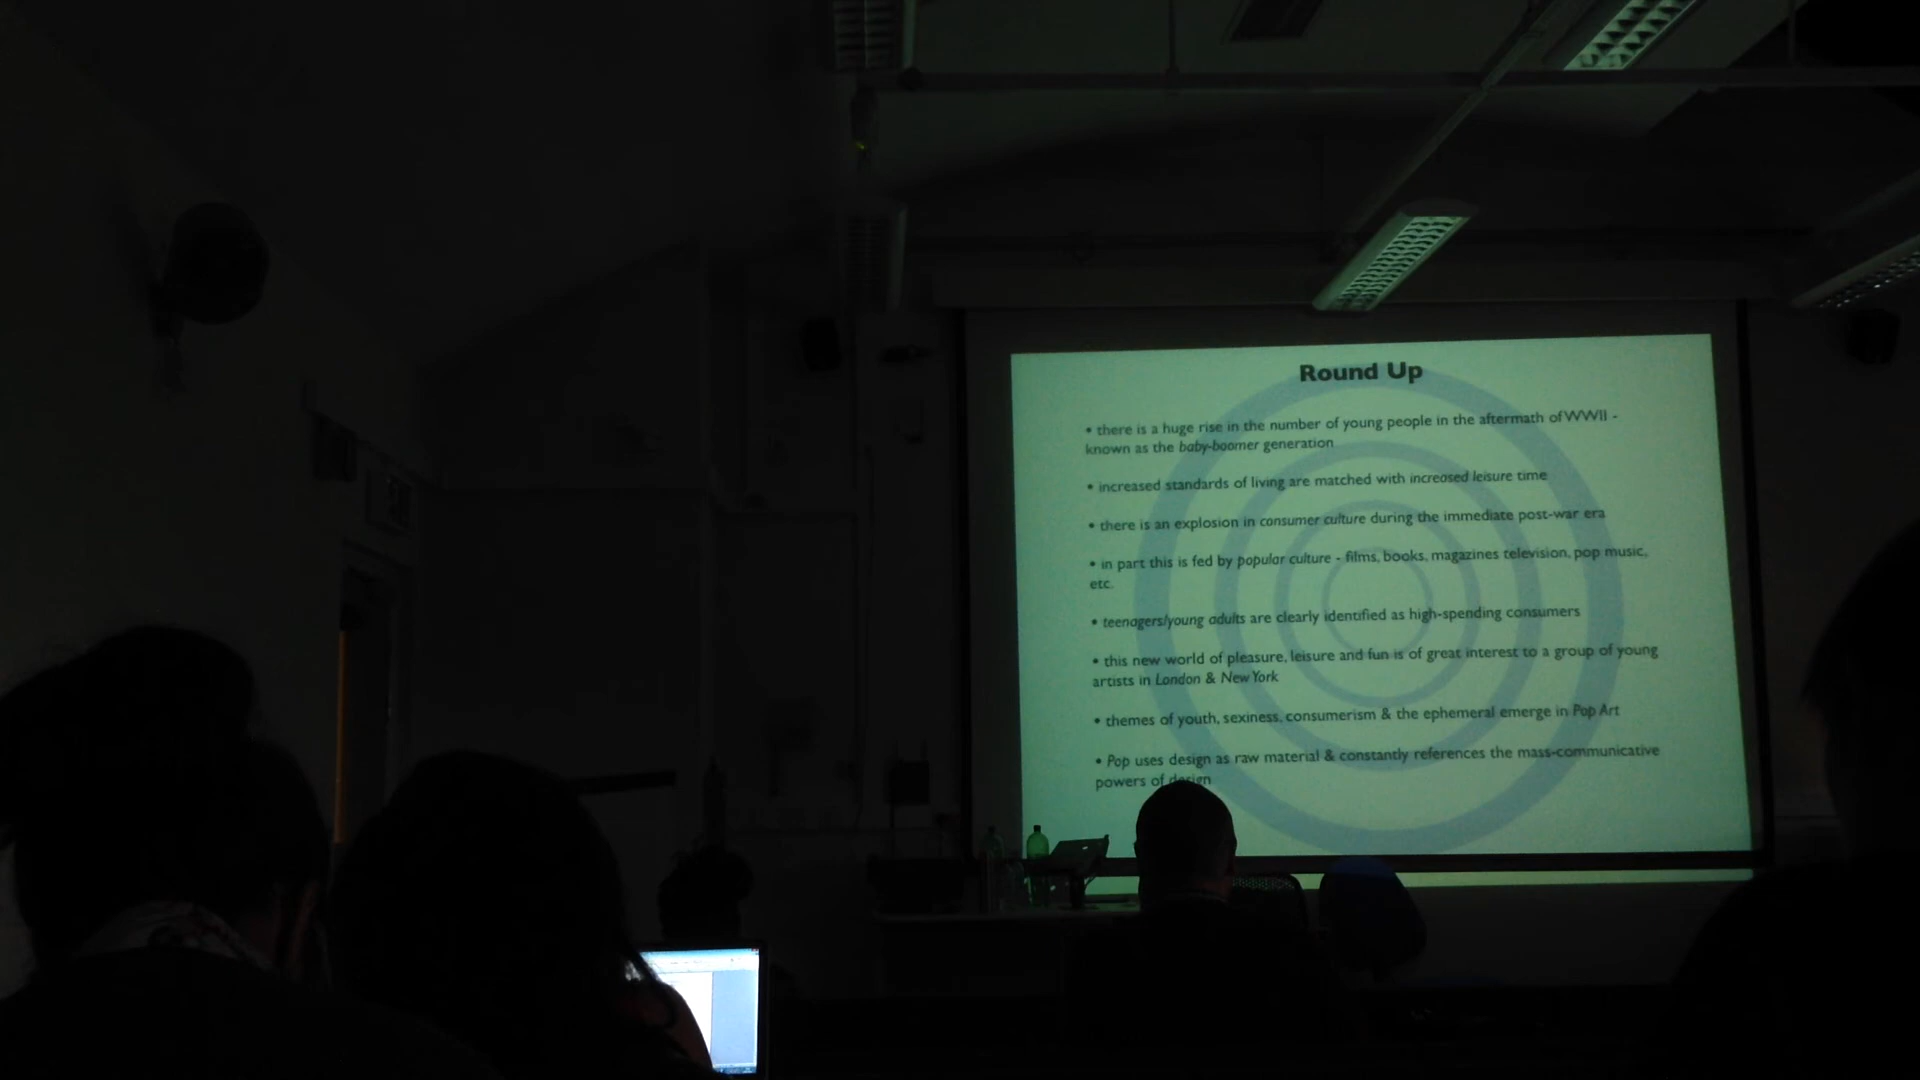 Round Up
• there is a huge rise in the number of young people in the aftermath of WWII -
known as the baby-boomer generation
• increased standards of living are matched with increased leisure time
• there is an explosion in consumer culture during the immediate post-war era
• in part this is fed by popular culture - films, books, magazines television, pop music,
etc.
• teenagers/young adults are clearly identified as high-spending consumers
• this new world of pleasure, leisure and fun is of great interest to a group of young
artists in London & New York
• themes of youth, sexiness, consumerism & the ephemeral emerge in Pop Art
• Pop uses design as raw material & constantly references the mass-communicative
powers of design